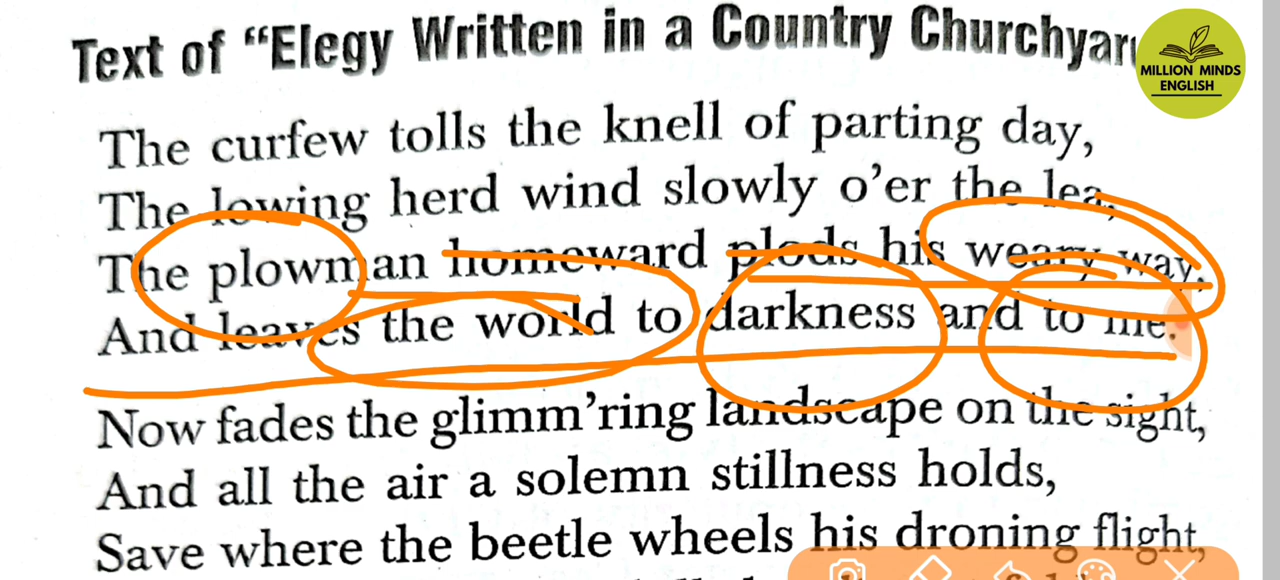 Text of “Elegy Written in a Country Churchyar
MILLION MINDS
ENGLISH
The curfew tolls the knell of parting day,
The lowing herd wind slowly o’er the lea,
The plowman homeward plods his weary way,
And leaves the world to darkness and to me.
Now fades the glimm’ring landscape on the sight,
And all the air a solemn stillness holds,
Save where the beetle wheels his droning flight,